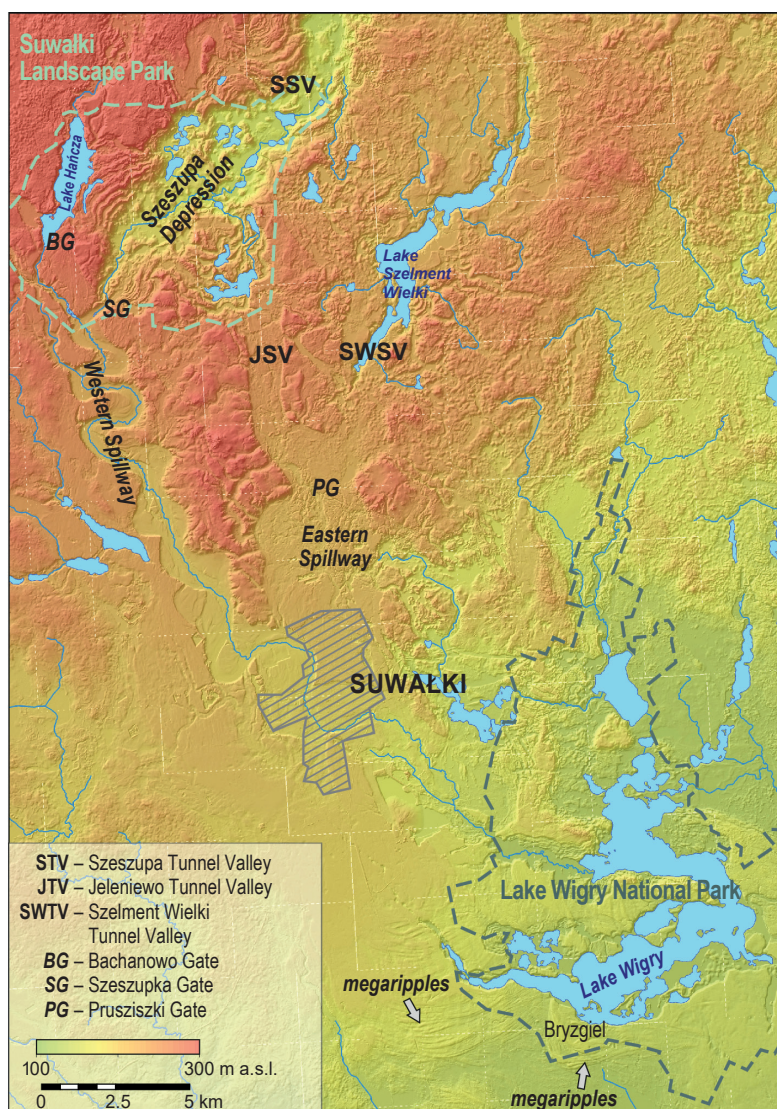 Suwałki
Landscape Park
SSV
Lake Hańcza
Szeszupa
Depression
BG
Lake
Szelment
Wielki
SG
JSV
SWSV
Western Spillway
PG
Eastern
Spillway
SUWAŁKI
STV – Szeszupa Tunnel Valley
JTV – Jeleniewo Tunnel Valley
SWTV – Szelment Wielki
Tunnel Valley
BG – Bachanowo Gate
SG – Szeszupka Gate
PG – Prusziszki Gate
100 300 m a.s.l.
0 2.5 5 km
Lake Wigry National Park
Lake Wigry
megaripples
Bryzgiel
megaripples